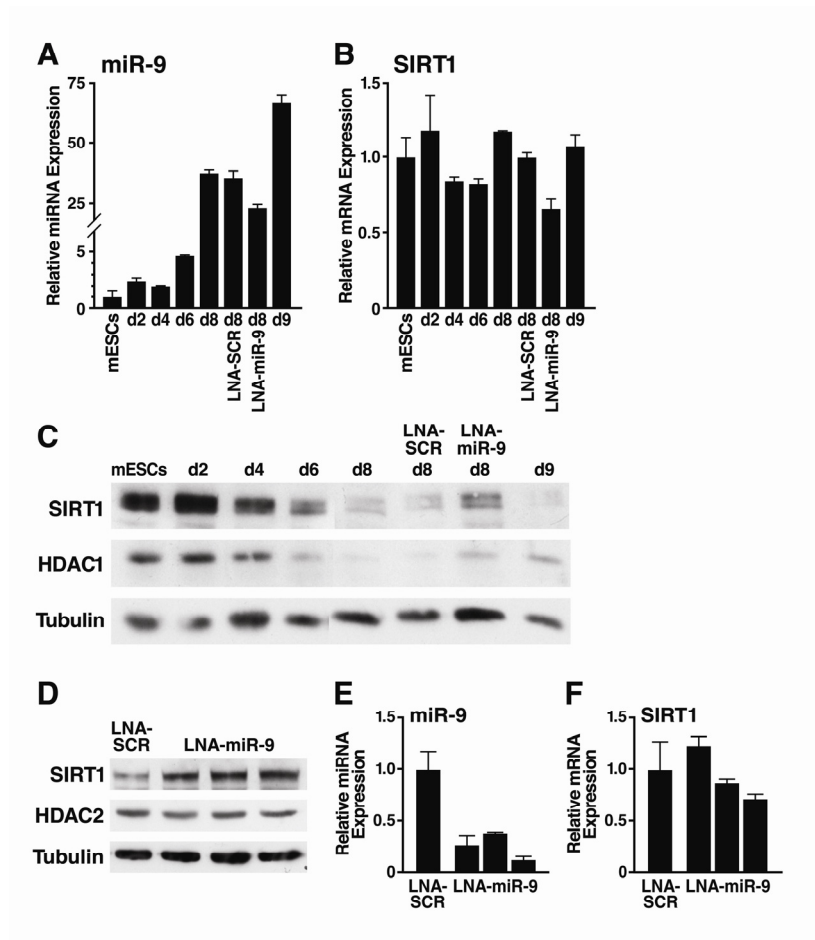 A
miR-9
Relative miRNA Expression
75
50
25
5
0
mESCs
d2
d4
d6
d8
d8
LNA-SCR
d8
LNA-miR-9
d9
B
SIRT1
Relative mRNA Expression
1.5
1.0
0.5
0
mESCs
d2
d4
d6
d8
d8
LNA-SCR
d8
LNA-miR-9
d9
C
LNA-
SCR
LNA-
miR-9
mESCs d2 d4 d6 d8 d8 d8 d9
SIRT1
HDAC1
Tubulin
D
LNA-
SCR
LNA-miR-9
SIRT1
HDAC2
Tubulin
E
miR-9
Relative miRNA
Expression
1.5
1.0
0.5
0
LNA-
SCR
LNA-miR-9
F
SIRT1
Relative mRNA
Expression
1.5
1.0
0.5
0
LNA-
SCR
LNA-miR-9